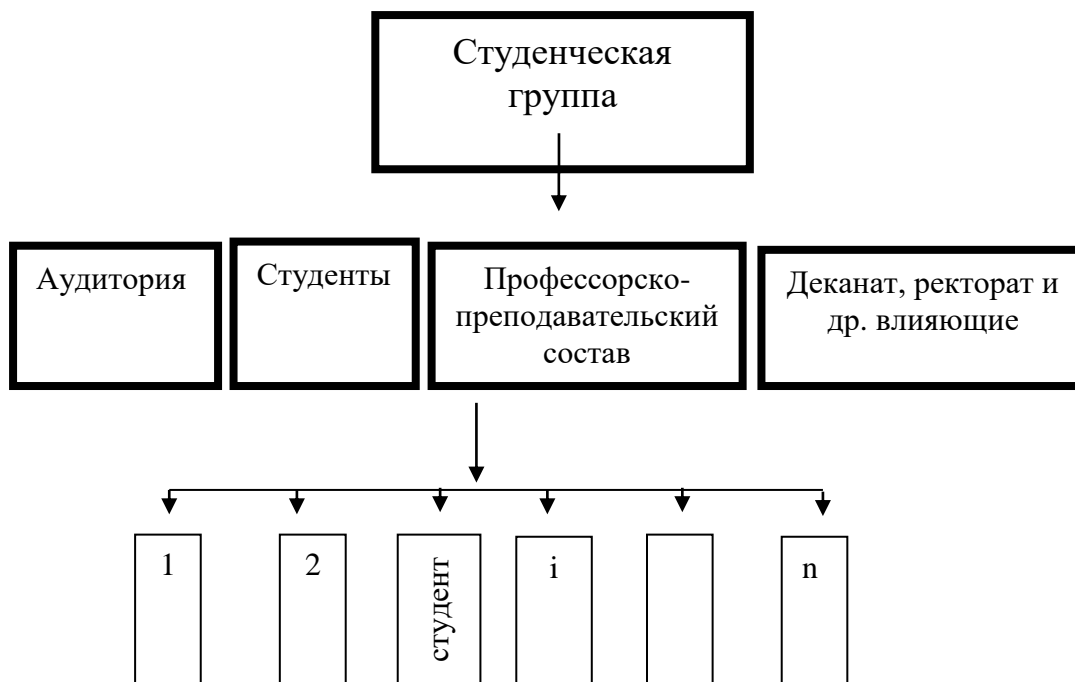 Студенческая
группа
Аудитория
Студенты
Профессорско-
преподавательский
состав
Деканат, ректорат и
др. влияющие
1
2
студент
i
n